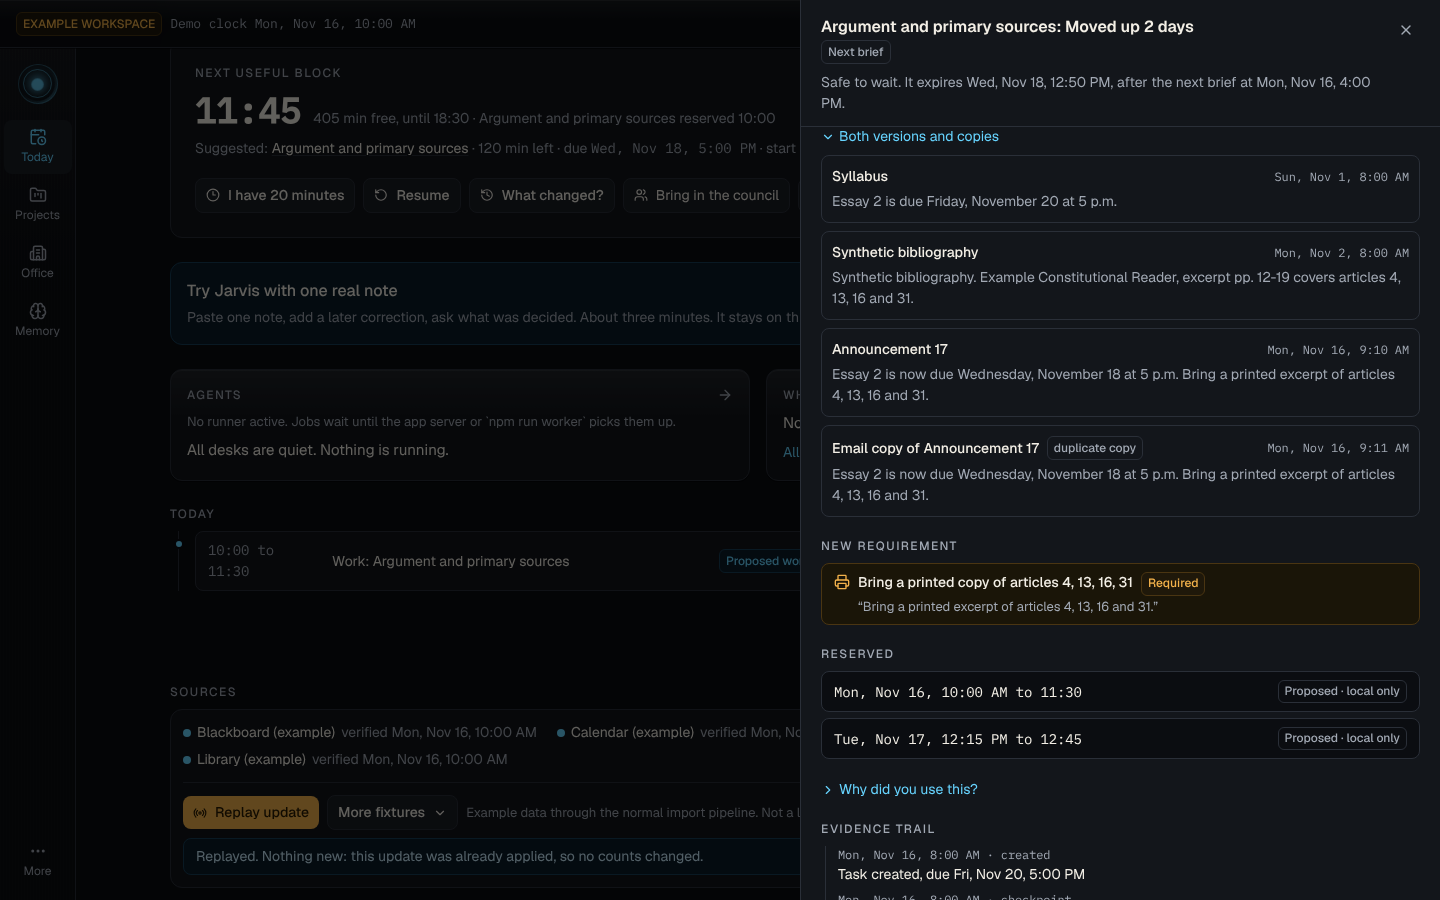 EXAMPLE WORKSPACE Demo clock Mon, Nov 16, 10:00 AM
Today
Projects
Office
Memory
More
NEXT USEFUL BLOCK
11:45 405 min free, until 18:30 · Argument and primary sources reserved 10:00
Suggested: Argument and primary sources · 120 min left · due Wed, Nov 18, 5:00 PM · start
I have 20 minutes Resume What changed? Bring in the council
Try Jarvis with one real note
Paste one note, add a later correction, ask what was decided. About three minutes. It stays on th
AGENTS
No runner active. Jobs wait until the app server or `npm run worker` picks them up.
All desks are quiet. Nothing is running.
WH
No
All
TODAY
10:00 to
11:30
Work: Argument and primary sources
Proposed wo
SOURCES
Blackboard (example) verified Mon, Nov 16, 10:00 AM Calendar (example) verified Mon, No
Library (example) verified Mon, Nov 16, 10:00 AM
Replay update More fixtures Example data through the normal import pipeline. Not a l
Replayed. Nothing new: this update was already applied, so no counts changed.
Argument and primary sources: Moved up 2 days
Next brief
Safe to wait. It expires Wed, Nov 18, 12:50 PM, after the next brief at Mon, Nov 16, 4:00
PM.
Both versions and copies
Syllabus Sun, Nov 1, 8:00 AM
Essay 2 is due Friday, November 20 at 5 p.m.
Synthetic bibliography Mon, Nov 2, 8:00 AM
Synthetic bibliography. Example Constitutional Reader, excerpt pp. 12-19 covers articles 4,
13, 16 and 31.
Announcement 17 Mon, Nov 16, 9:10 AM
Essay 2 is now due Wednesday, November 18 at 5 p.m. Bring a printed excerpt of articles
4, 13, 16 and 31.
Email copy of Announcement 17 duplicate copy Mon, Nov 16, 9:11 AM
Essay 2 is now due Wednesday, November 18 at 5 p.m. Bring a printed excerpt of articles
4, 13, 16 and 31.
NEW REQUIREMENT
Bring a printed copy of articles 4, 13, 16, 31 Required
“Bring a printed excerpt of articles 4, 13, 16 and 31.”
RESERVED
Mon, Nov 16, 10:00 AM to 11:30 Proposed · local only
Tue, Nov 17, 12:15 PM to 12:45 Proposed · local only
Why did you use this?
EVIDENCE TRAIL
Mon, Nov 16, 8:00 AM · created
Task created, due Fri, Nov 20, 5:00 PM
Mon, Nov 16, 8:00 AM · checkpoint